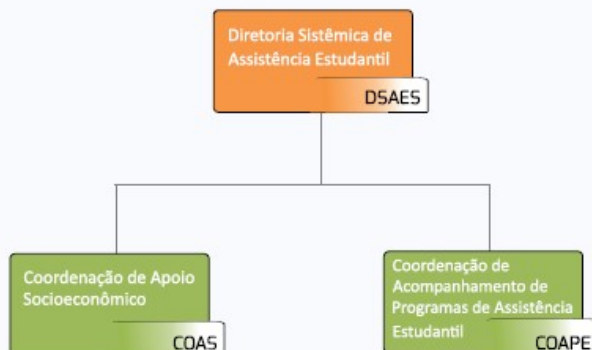 Diretoria Sistêmica de
Assistência Estudantil
DSAES
Coordenação de Apoio
Socioeconômico
COAS
Coordenação de
Acompanhamento de
Programas de Assistência
Estudantil
COAPE